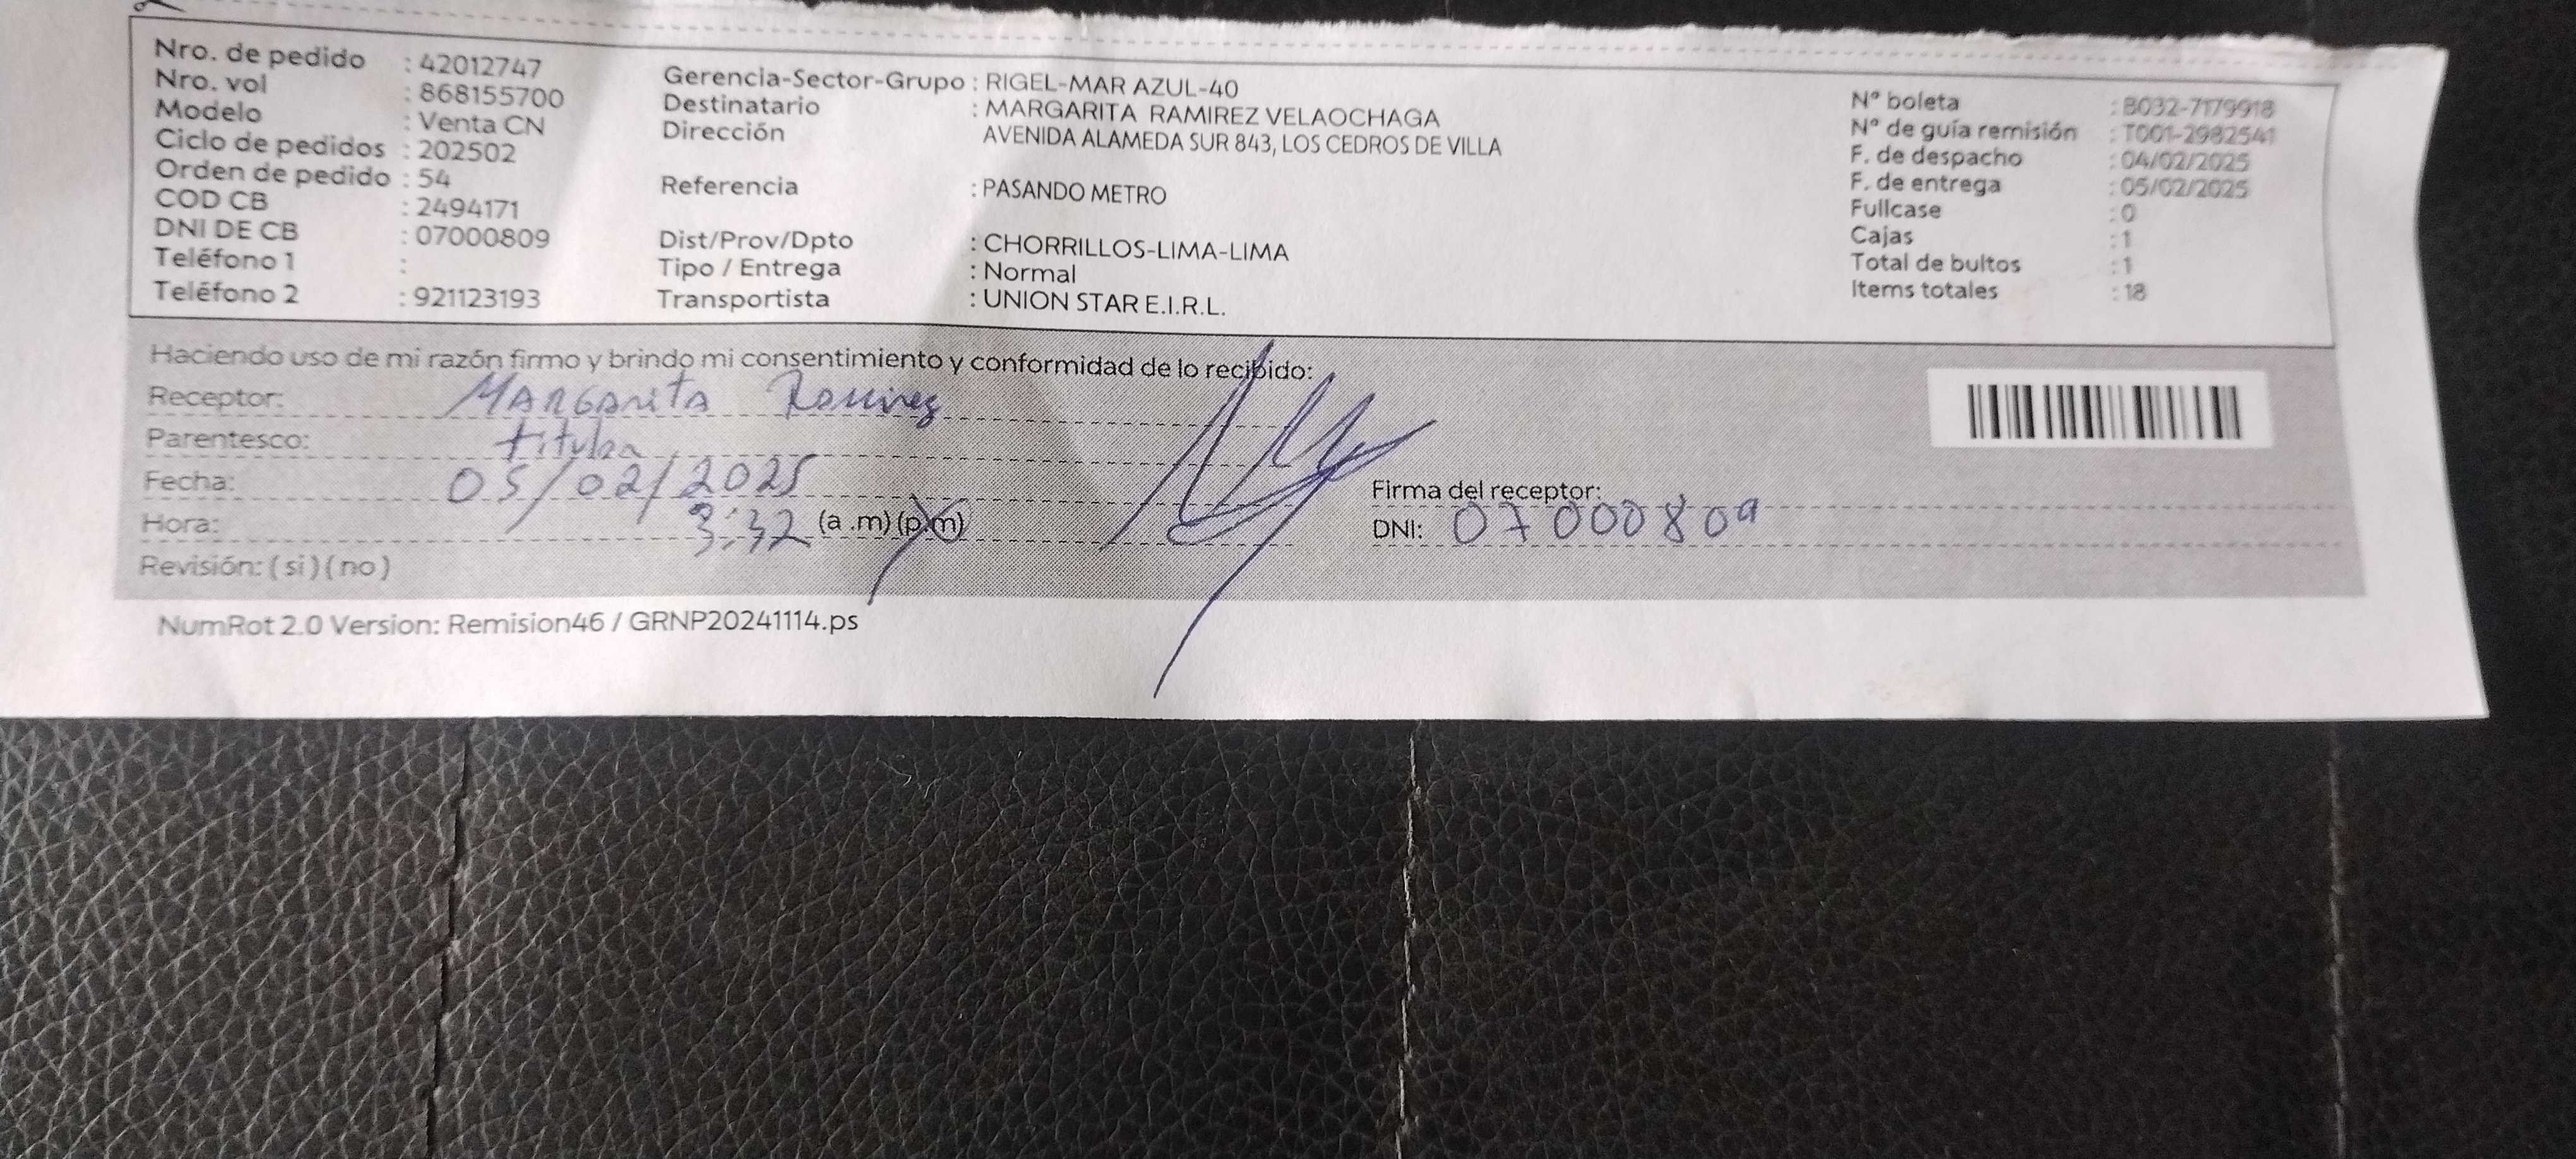 Nro. de pedido : 42012747
Nro. vol : 868155700
Modelo : Venta CN
Ciclo de pedidos : 202502
Orden de pedido : 54
COD CB : 2494171
DNI DE CB : 07000809
Teléfono 1 :
Teléfono 2 : 921123193
Gerencia-Sector-Grupo : RIGEL-MAR AZUL-40
Destinatario : MARGARITA RAMIREZ VELAOCHAGA
Dirección AVENIDA ALAMEDA SUR 843, LOS CEDROS DE VILLA
Referencia : PASANDO METRO
Dist/Prov/Dpto : CHORRILLOS-LIMA-LIMA
Tipo / Entrega : Normal
Transportista : UNION STAR E.I.R.L.
N° boleta : B032-7179918
N° de guía remisión : T001-2982541
F. de despacho : 04/02/2025
F. de entrega : 05/02/2025
Fullcase : 0
Cajas : 1
Total de bultos : 1
Items totales : 18
Haciendo uso de mi razón firmo y brindo mi consentimiento y conformidad de lo recibido:
Receptor: MARGARITA Ramirez
Parentesco: titular
Fecha: 05/02/2025
Hora: 3:32 (a .m) (p.m)
Revisión: ( si ) ( no )
Firma del receptor:
DNI: 07000809
NumRot 2.0 Version: Remision46 / GRNP20241114.ps